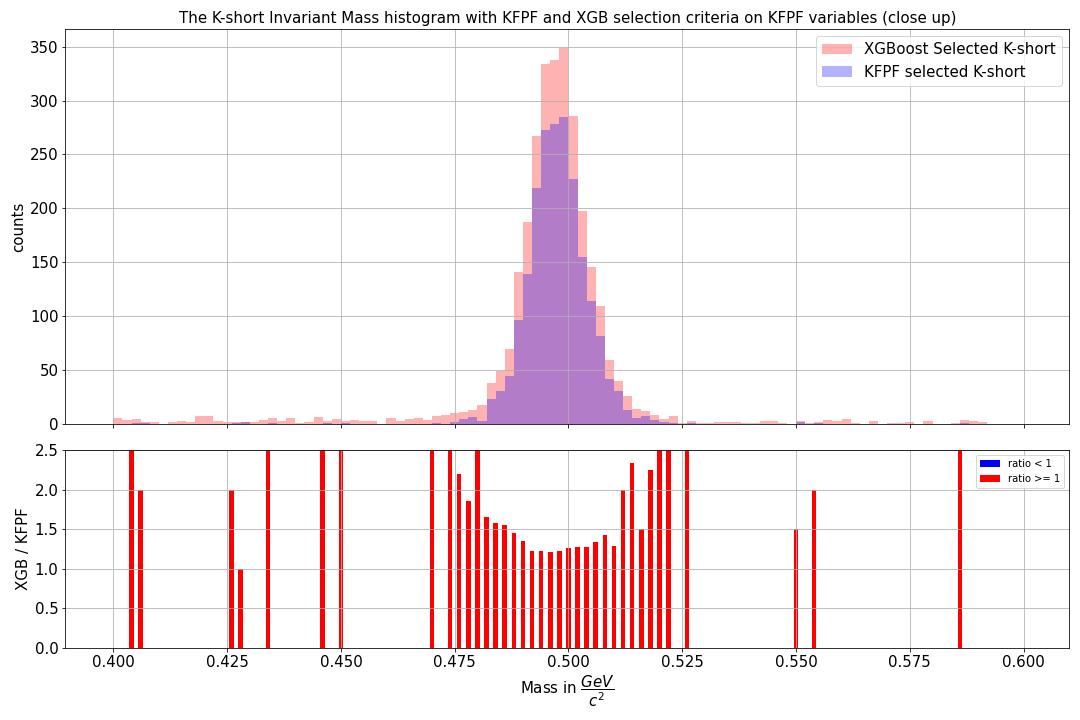 The K-short Invariant Mass histogram with KFPF and XGB selection criteria on KFPF variables (close up)
XGBoost Selected K-short
KFPF selected K-short
350
300
250
200
150
100
50
0
counts
ratio < 1
ratio >= 1
2.5
2.0
1.5
1.0
0.5
0.0
XGB / KFPF
0.400 0.425 0.450 0.475 0.500 0.525 0.550 0.575 0.600
Mass in GeV/c²